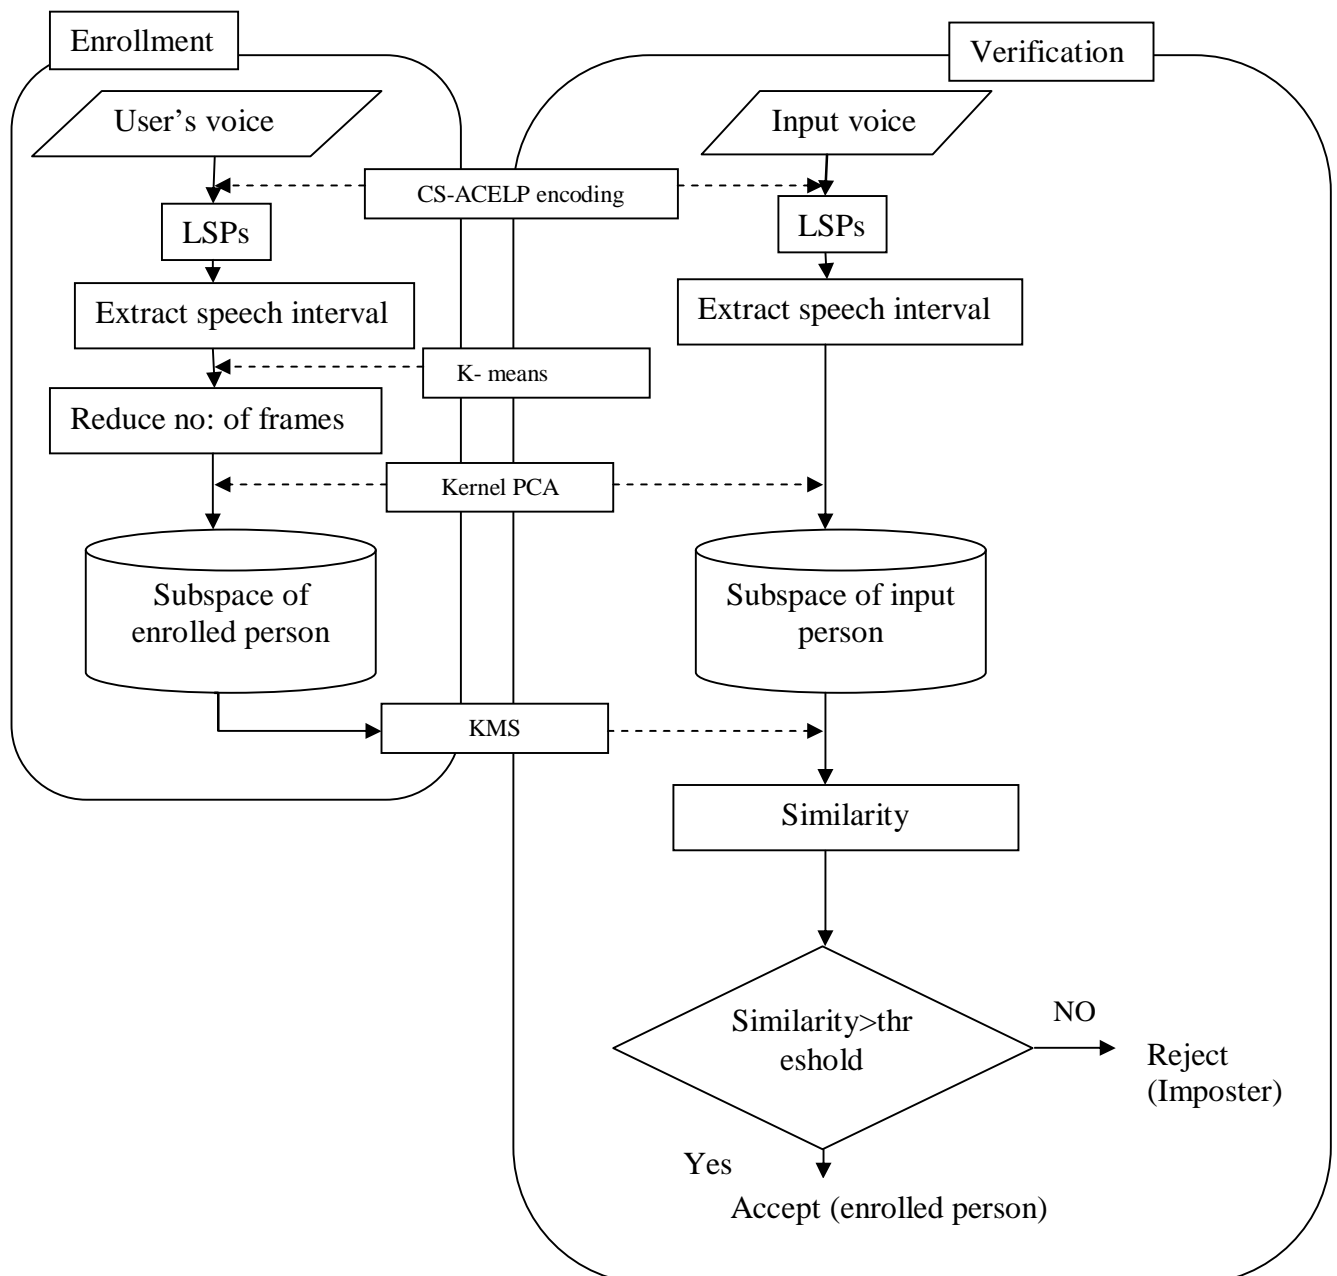 Enrollment
Verification
User’s voice
Input voice
CS-ACELP encoding
LSPs
LSPs
Extract speech interval
Extract speech interval
K- means
Reduce no: of frames
Kernel PCA
Subspace of
enrolled person
Subspace of input
person
KMS
Similarity
Similarity>thr
eshold
NO
Reject
(Imposter)
Yes
Accept (enrolled person)